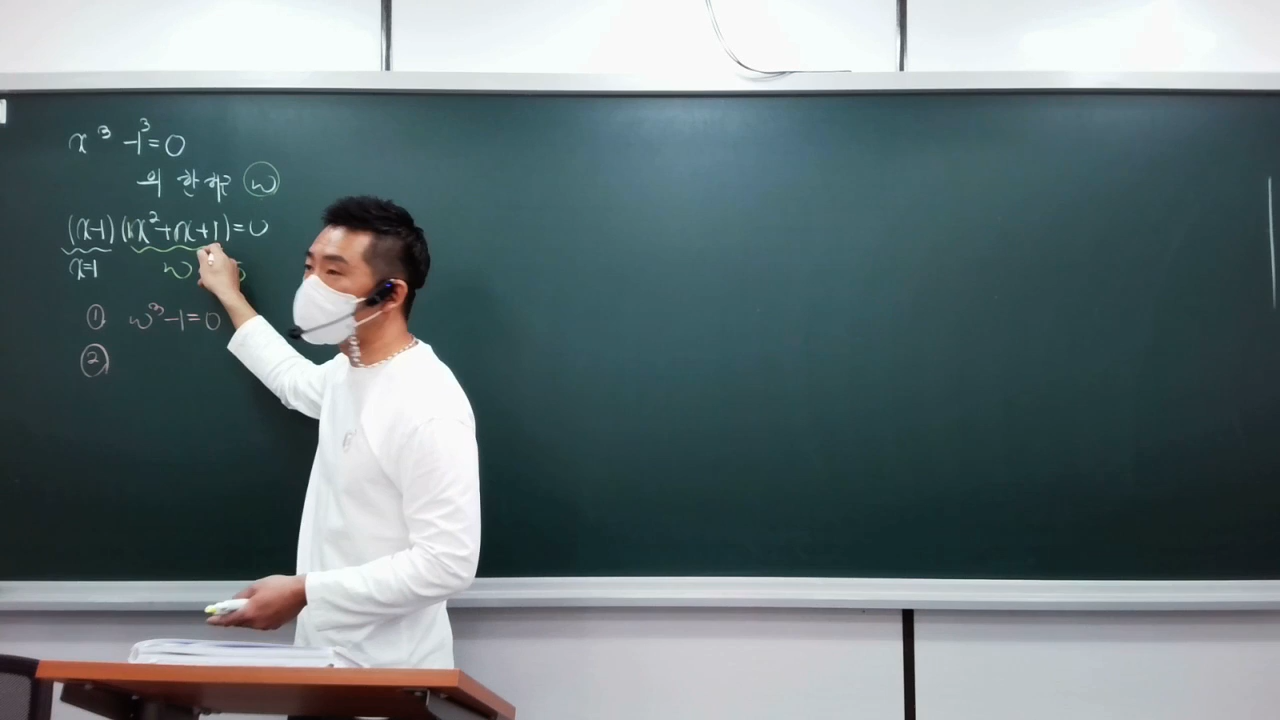 x³ -1³ = 0
의 한 허근 ω
(x-1)(x²+x+1)=0
x=1 ω
① ω³-1=0
②